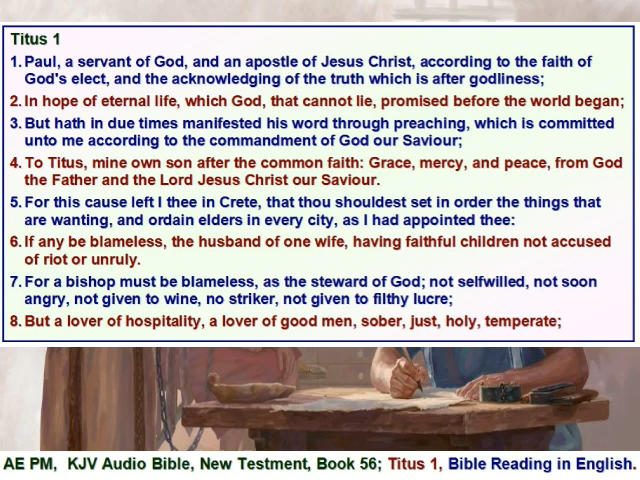 Titus 1
1. Paul, a servant of God, and an apostle of Jesus Christ, according to the faith of
God's elect, and the acknowledging of the truth which is after godliness;
2. In hope of eternal life, which God, that cannot lie, promised before the world began;
3. But hath in due times manifested his word through preaching, which is committed
unto me according to the commandment of God our Saviour;
4. To Titus, mine own son after the common faith: Grace, mercy, and peace, from God
the Father and the Lord Jesus Christ our Saviour.
5. For this cause left I thee in Crete, that thou shouldest set in order the things that
are wanting, and ordain elders in every city, as I had appointed thee:
6. If any be blameless, the husband of one wife, having faithful children not accused
of riot or unruly.
7. For a bishop must be blameless, as the steward of God; not selfwilled, not soon
angry, not given to wine, no striker, not given to filthy lucre;
8. But a lover of hospitality, a lover of good men, sober, just, holy, temperate;
AE PM, KJV Audio Bible, New Testment, Book 56; Titus 1, Bible Reading in English.